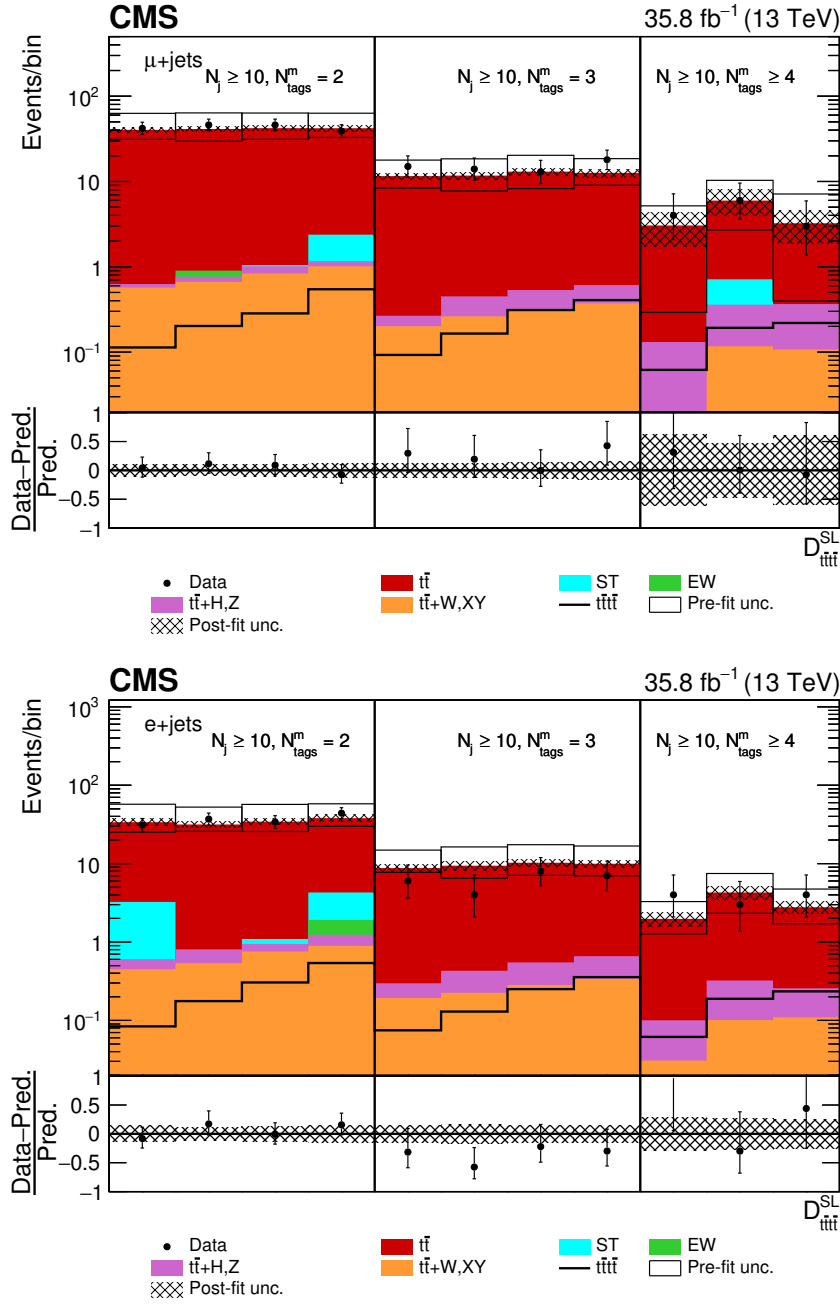 CMS 35.8 fb⁻¹ (13 TeV)
Events/bin
μ+jets
N_j ≥ 10, N^m_tags = 2
N_j ≥ 10, N^m_tags = 3
N_j ≥ 10, N^m_tags ≥ 4
10²
10
1
10⁻¹
Data−Pred.
Pred.
1
0.5
0
−0.5
−1
D^SL_tt̄tt̄
Data tt̄ ST EW
tt̄+H,Z tt̄+W,XY tt̄tt̄ Pre-fit unc.
Post-fit unc.
CMS 35.8 fb⁻¹ (13 TeV)
Events/bin
e+jets
N_j ≥ 10, N^m_tags = 2
N_j ≥ 10, N^m_tags = 3
N_j ≥ 10, N^m_tags ≥ 4
10³
10²
10
1
10⁻¹
Data−Pred.
Pred.
1
0.5
0
−0.5
−1
D^SL_tt̄tt̄
Data tt̄ ST EW
tt̄+H,Z tt̄+W,XY tt̄tt̄ Pre-fit unc.
Post-fit unc.